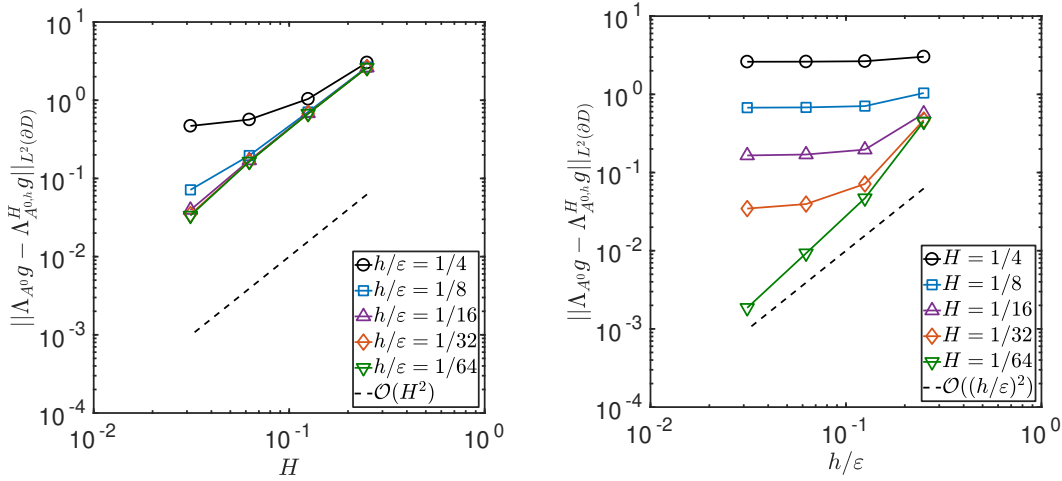 10^1
10^0
10^-1
10^-2
10^-3
10^-4
||Λ_{A^0} g − Λ^H_{A^{0,h}} g||_{L^2(∂D)}
h/ε = 1/4
h/ε = 1/8
h/ε = 1/16
h/ε = 1/32
h/ε = 1/64
O(H^2)
10^-2
10^-1
10^0
H
10^1
10^0
10^-1
10^-2
10^-3
10^-4
||Λ_{A^0} g − Λ^H_{A^{0,h}} g||_{L^2(∂D)}
H = 1/4
H = 1/8
H = 1/16
H = 1/32
H = 1/64
O((h/ε)^2)
10^-2
10^-1
10^0
h/ε